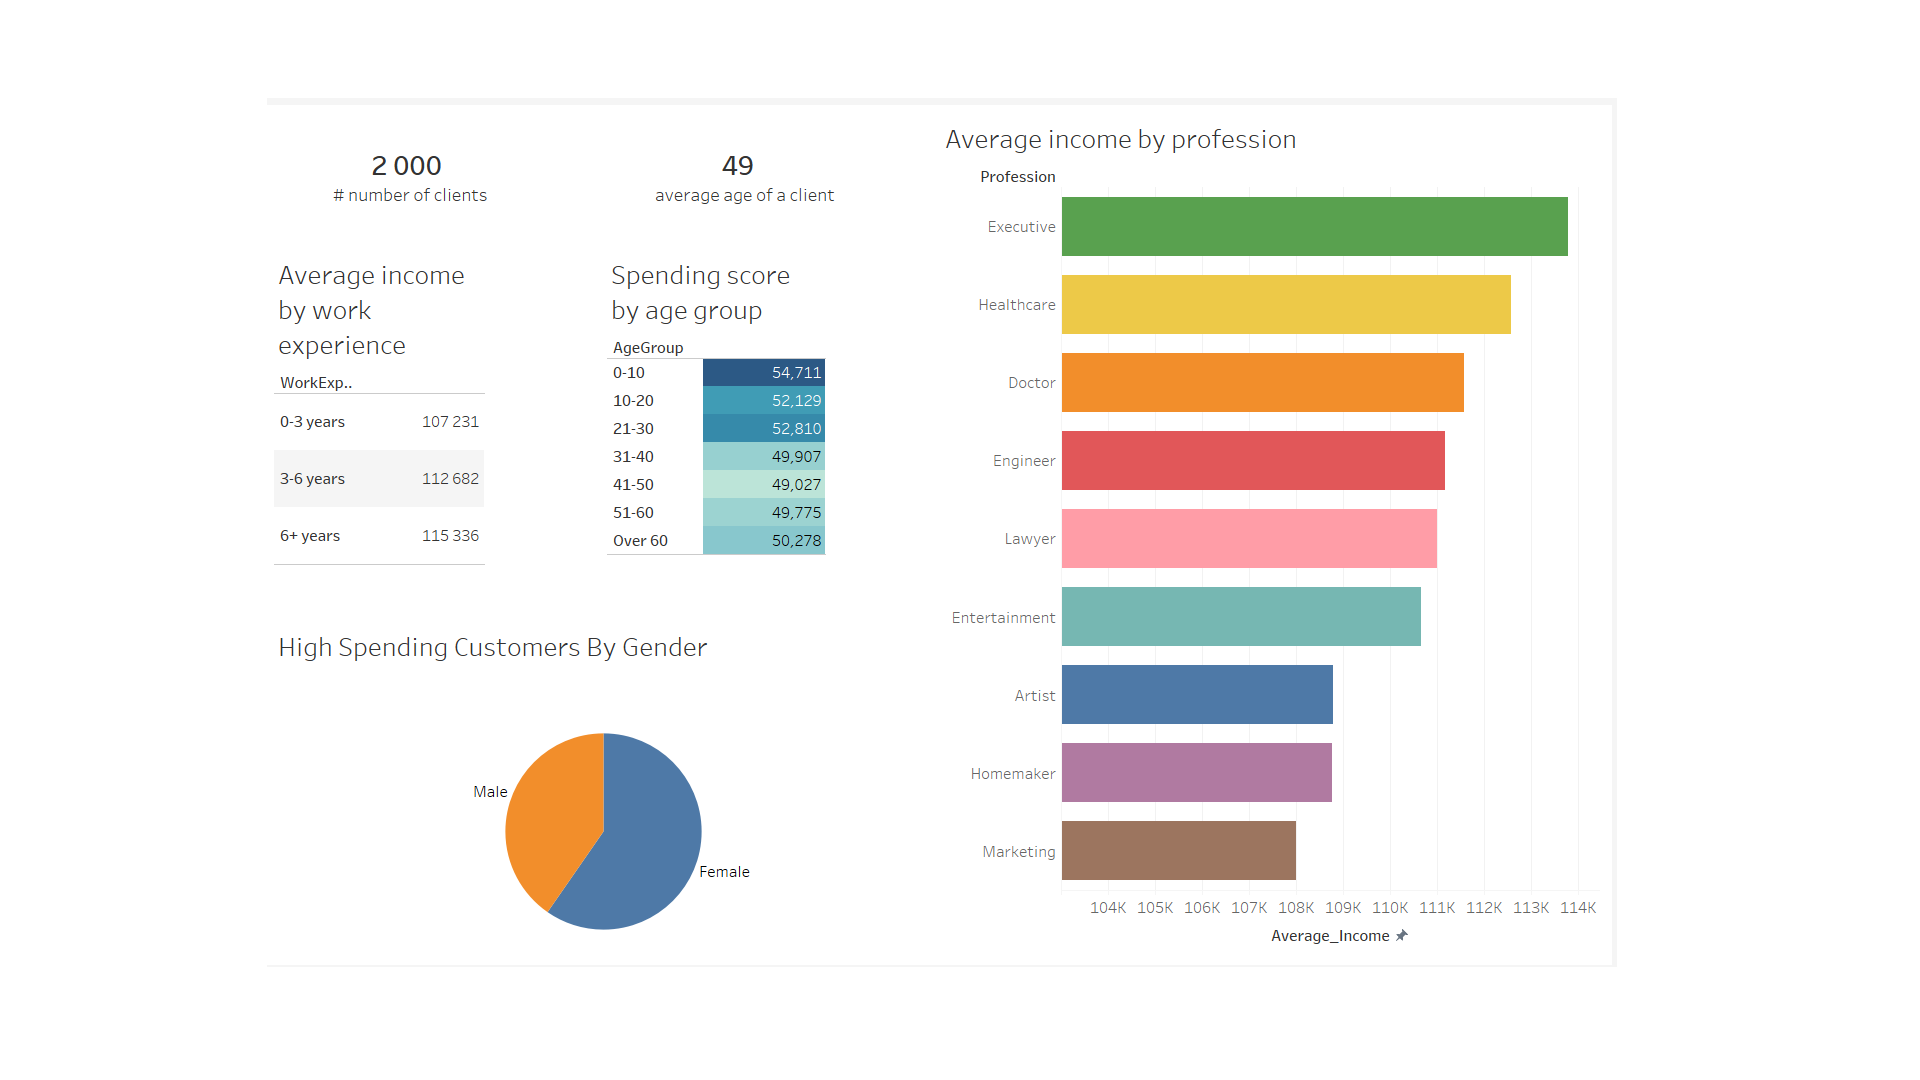 2 000
# number of clients
49
average age of a client
Average income
by work
experience
WorkExp..
0-3 years 107 231
3-6 years 112 682
6+ years 115 336
Spending score
by age group
AgeGroup
0-10 54,711
10-20 52,129
21-30 52,810
31-40 49,907
41-50 49,027
51-60 49,775
Over 60 50,278
High Spending Customers By Gender
Male
Female
Average income by profession
Profession
Executive
Healthcare
Doctor
Engineer
Lawyer
Entertainment
Artist
Homemaker
Marketing
104K 105K 106K 107K 108K 109K 110K 111K 112K 113K 114K
Average_Income